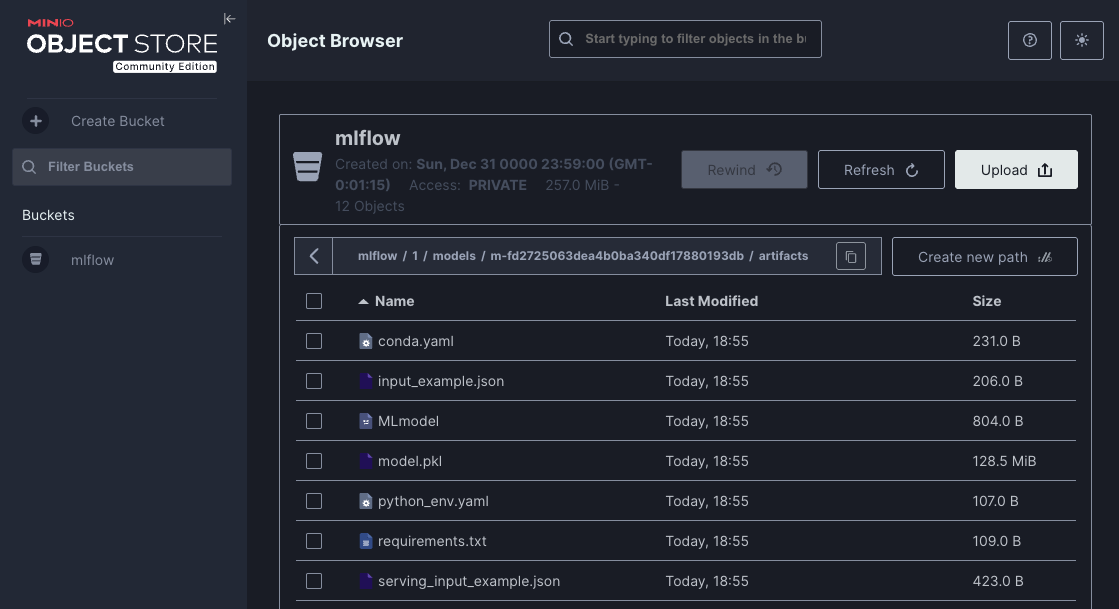 MINIO
OBJECT STORE
Community Edition
Create Bucket
Filter Buckets
Buckets
mlflow
Object Browser
Start typing to filter objects in the bu
mlflow
Created on: Sun, Dec 31 0000 23:59:00 (GMT-
0:01:15) Access: PRIVATE 257.0 MiB -
12 Objects
Rewind
Refresh
Upload
mlflow / 1 / models / m-fd2725063dea4b0ba340df17880193db / artifacts
Create new path
Name Last Modified Size
conda.yaml Today, 18:55 231.0 B
input_example.json Today, 18:55 206.0 B
MLmodel Today, 18:55 804.0 B
model.pkl Today, 18:55 128.5 MiB
python_env.yaml Today, 18:55 107.0 B
requirements.txt Today, 18:55 109.0 B
serving_input_example.json Today, 18:55 423.0 B